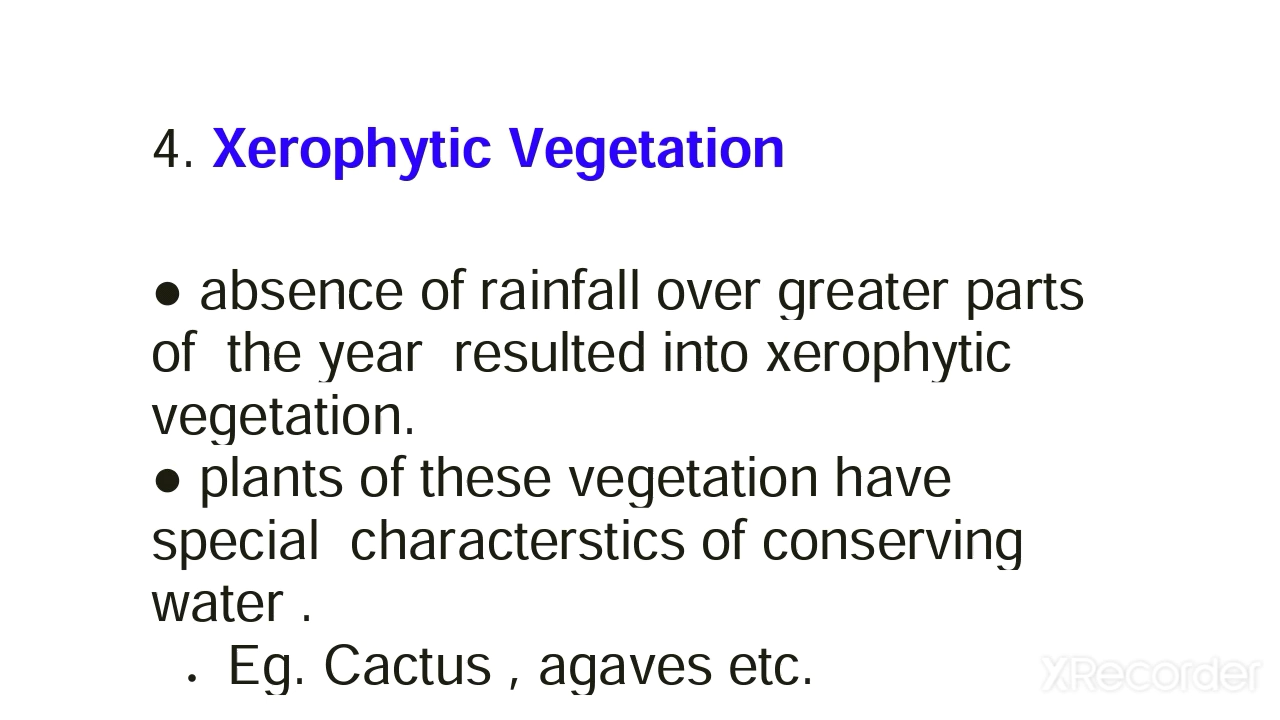 4. Xerophytic Vegetation
● absence of rainfall over greater parts
of the year resulted into xerophytic
vegetation.
● plants of these vegetation have
special characterstics of conserving
water .
. Eg. Cactus , agaves etc.
XRecorder